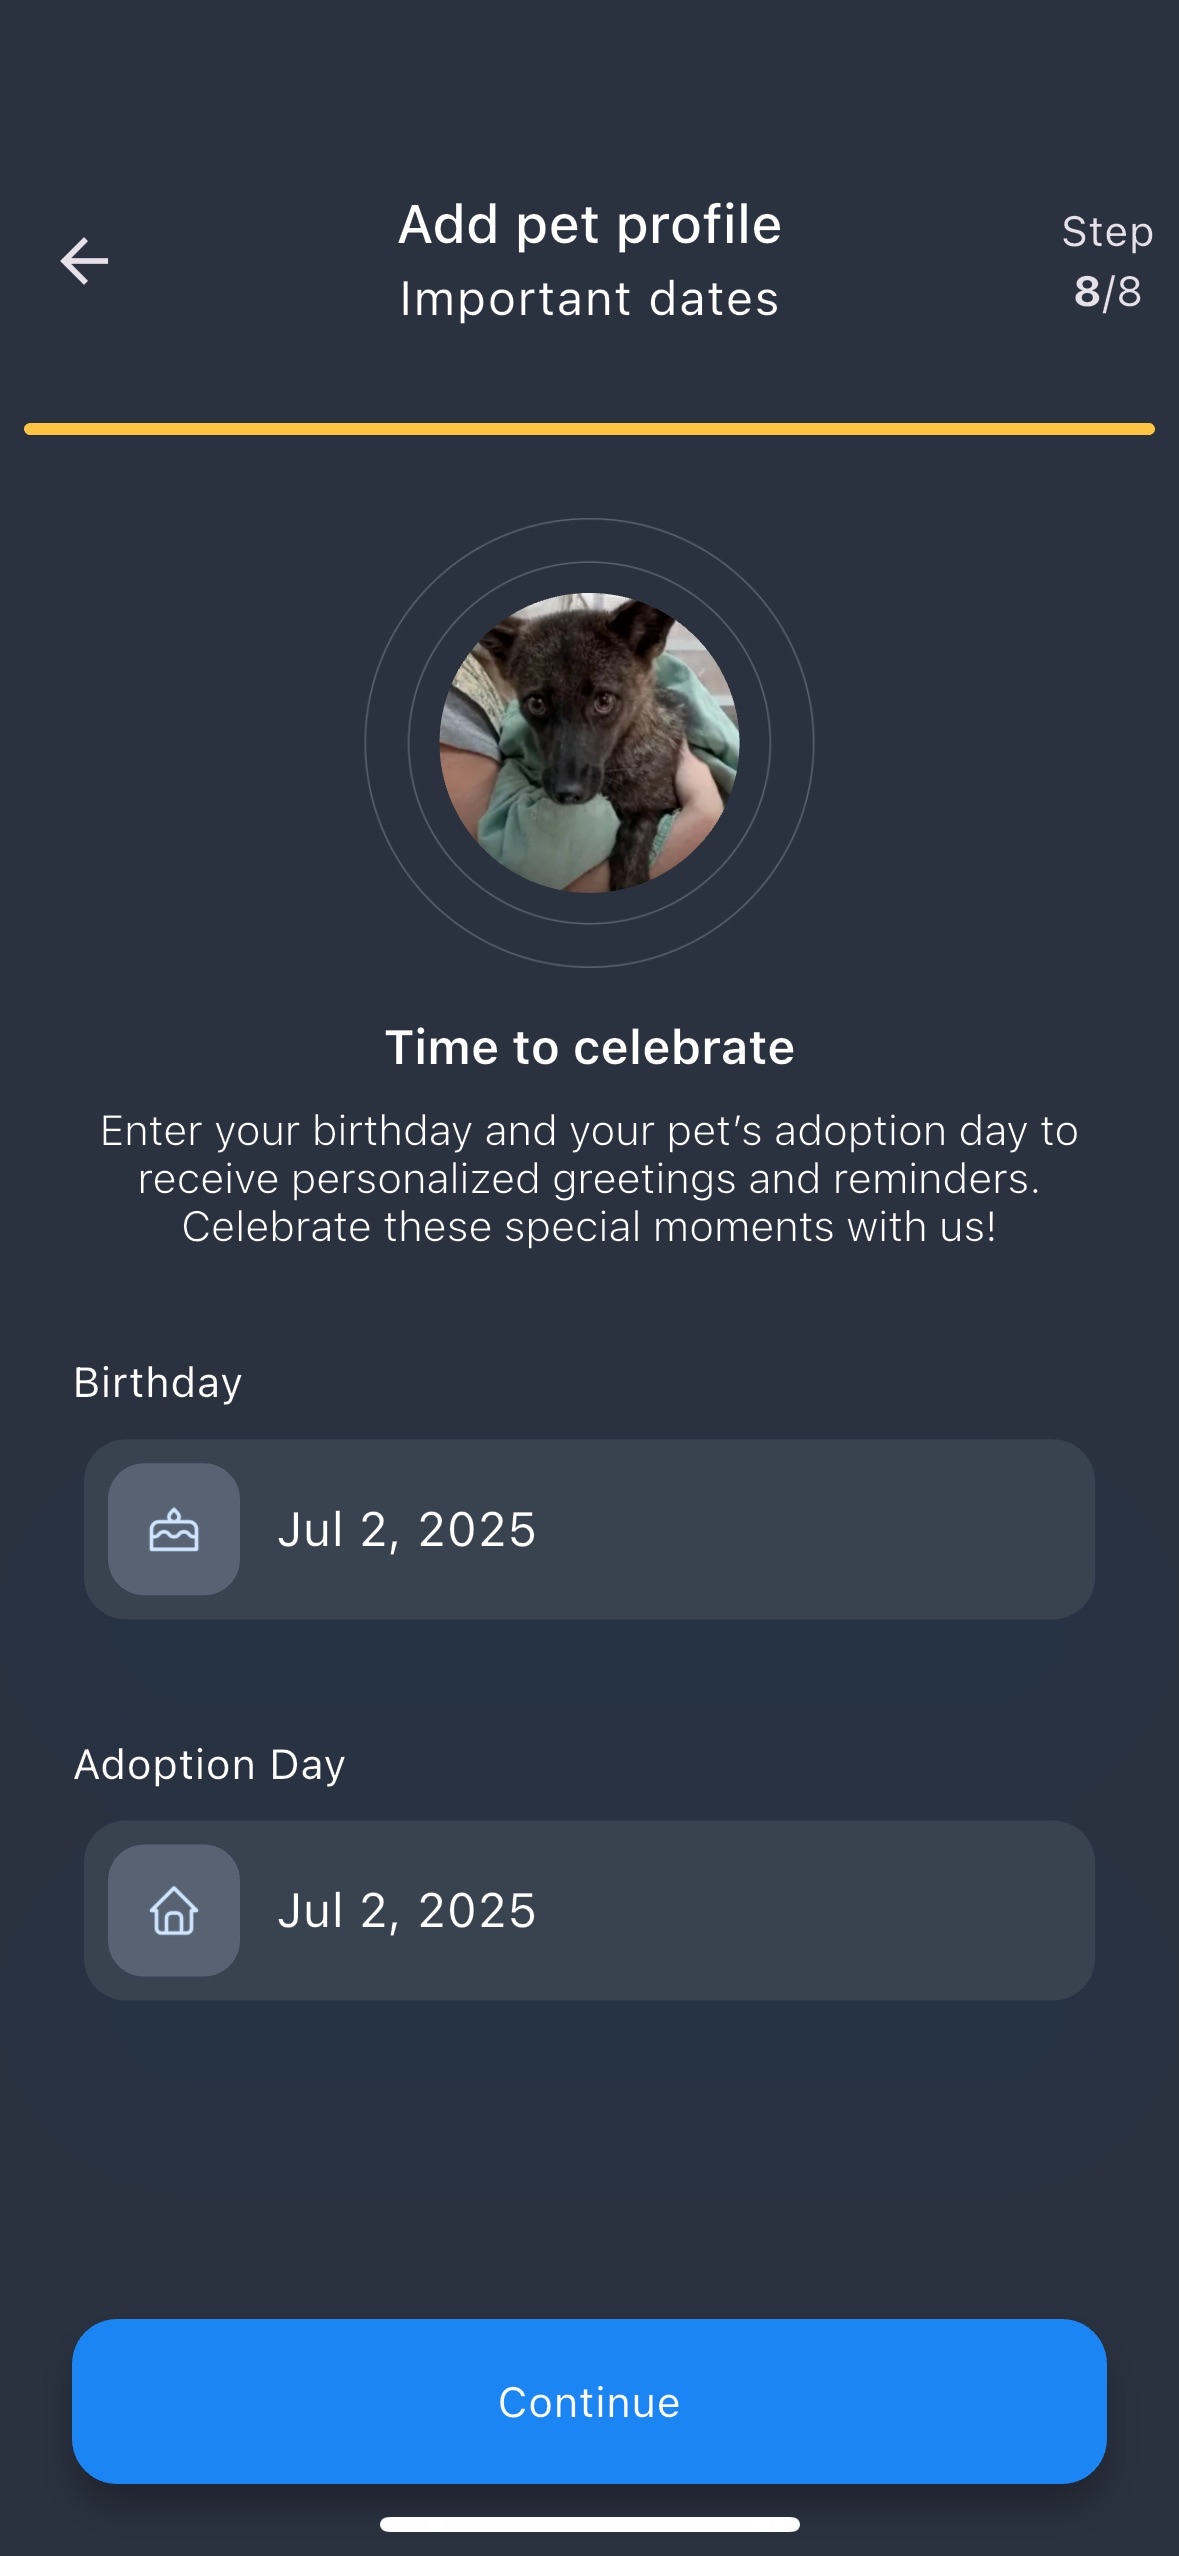 Add pet profile
Important dates
Step
8/8
Time to celebrate
Enter your birthday and your pet’s adoption day to
receive personalized greetings and reminders.
Celebrate these special moments with us!
Birthday
Jul 2, 2025
Adoption Day
Jul 2, 2025
Continue